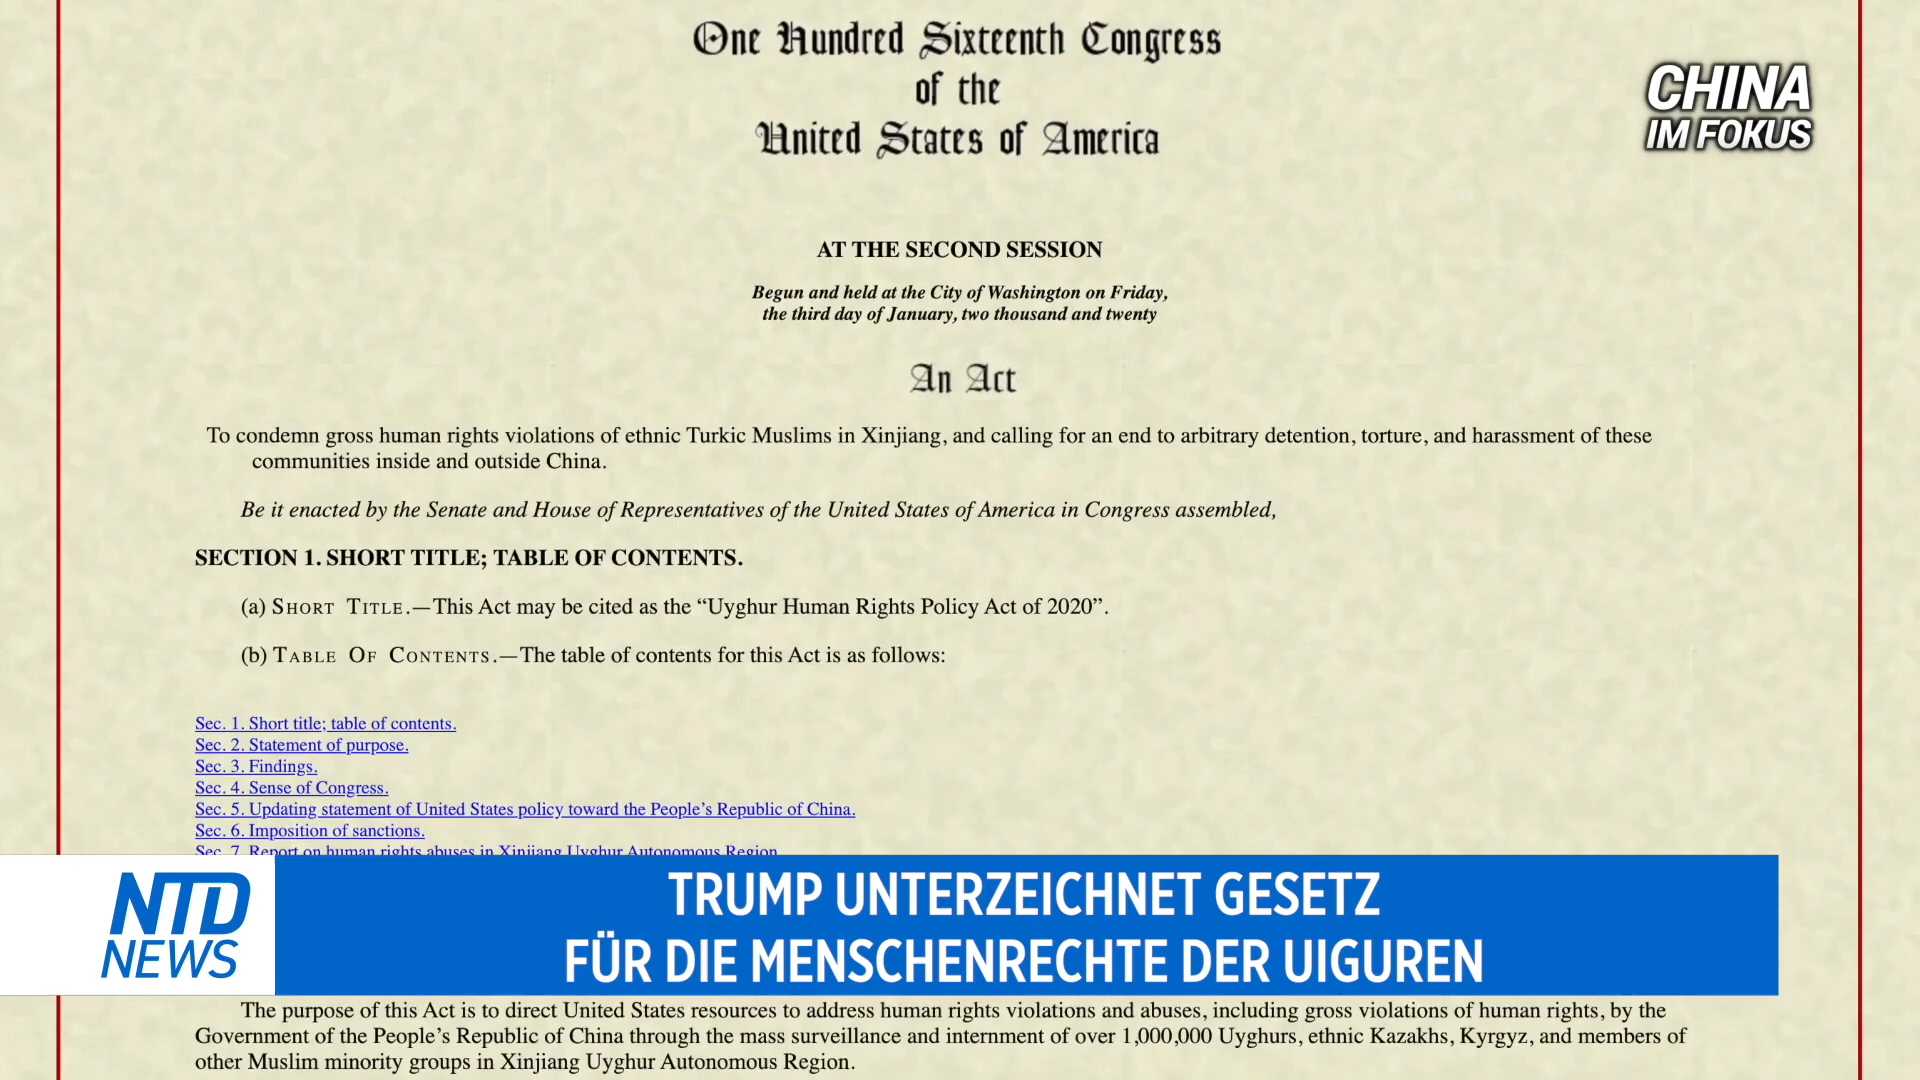 One Hundred Sixteenth Congress
of the
United States of America
CHINA
IM FOKUS
AT THE SECOND SESSION
Begun and held at the City of Washington on Friday,
the third day of January, two thousand and twenty
An Act
To condemn gross human rights violations of ethnic Turkic Muslims in Xinjiang, and calling for an end to arbitrary detention, torture, and harassment of these
communities inside and outside China.
Be it enacted by the Senate and House of Representatives of the United States of America in Congress assembled,
SECTION 1. SHORT TITLE; TABLE OF CONTENTS.
(a) SHORT TITLE.—This Act may be cited as the “Uyghur Human Rights Policy Act of 2020”.
(b) TABLE OF CONTENTS.—The table of contents for this Act is as follows:
Sec. 1. Short title; table of contents.
Sec. 2. Statement of purpose.
Sec. 3. Findings.
Sec. 4. Sense of Congress.
Sec. 5. Updating statement of United States policy toward the People’s Republic of China.
Sec. 6. Imposition of sanctions.
Sec. 7. Report on human rights abuses in Xinjiang Uyghur Autonomous Region.
NTD
NEWS
TRUMP UNTERZEICHNET GESETZ
FÜR DIE MENSCHENRECHTE DER UIGUREN
The purpose of this Act is to direct United States resources to address human rights violations and abuses, including gross violations of human rights, by the
Government of the People’s Republic of China through the mass surveillance and internment of over 1,000,000 Uyghurs, ethnic Kazakhs, Kyrgyz, and members of
other Muslim minority groups in Xinjiang Uyghur Autonomous Region.